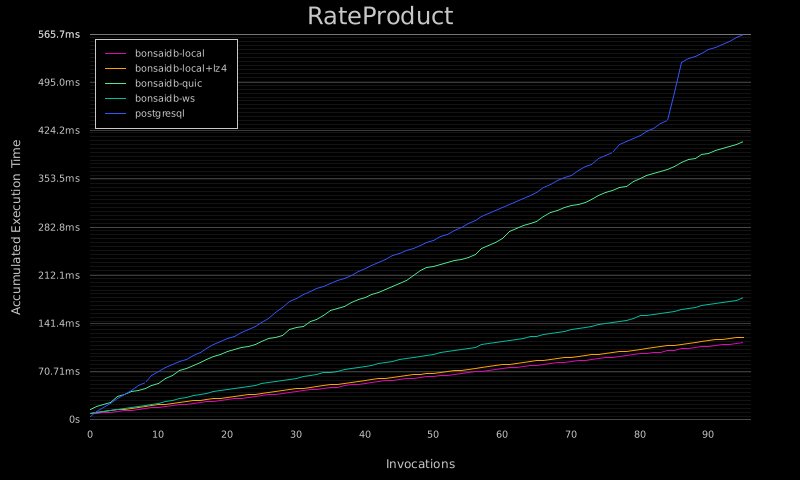 RateProduct
565.7ms
495.0ms
424.2ms
353.5ms
282.8ms
212.1ms
141.4ms
70.71ms
0s
Accumulated Execution Time
bonsaidb-local
bonsaidb-local+lz4
bonsaidb-quic
bonsaidb-ws
postgresql
0 10 20 30 40 50 60 70 80 90
Invocations